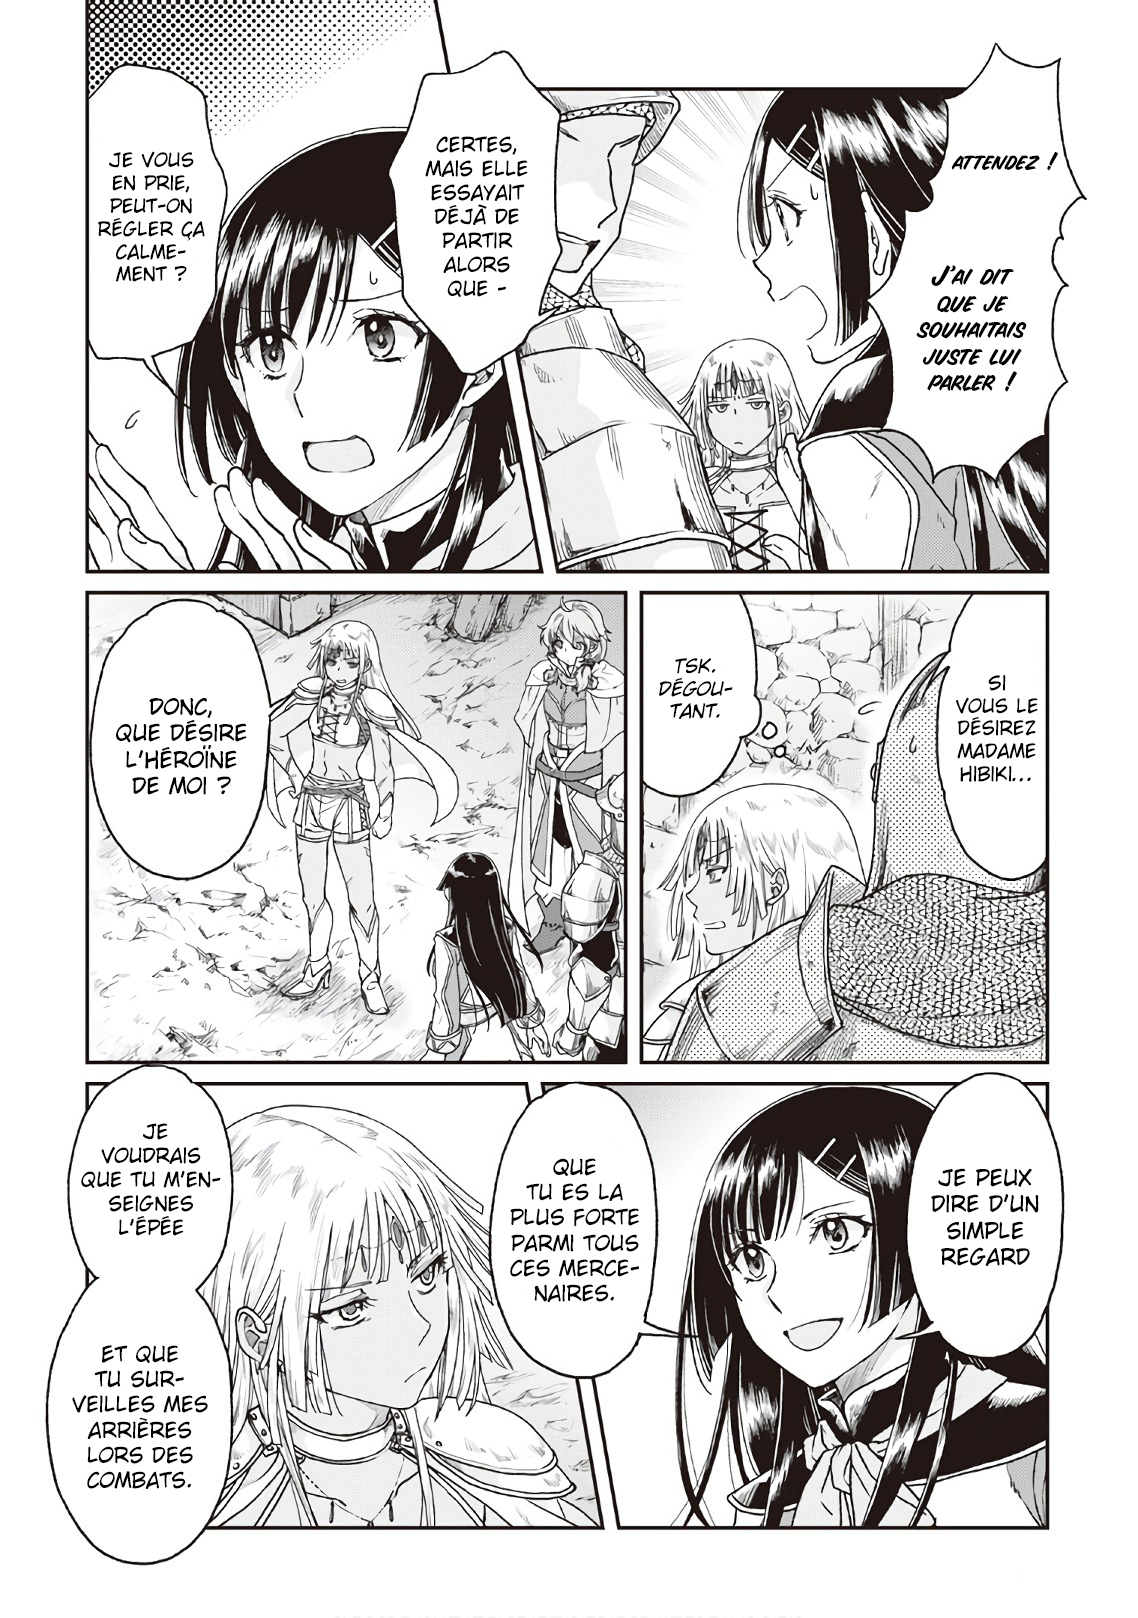 ATTENDEZ !
J'AI DIT
QUE JE
SOUHAITAIS
JUSTE LUI
PARLER !
CERTES,
MAIS ELLE
ESSAYAIT
DÉJÀ DE
PARTIR
ALORS
QUE -
JE VOUS
EN PRIE,
PEUT-ON
RÉGLER ÇA
CALME-
MENT ?
SI
VOUS LE
DÉSIREZ
MADAME
HIBIKI...
TSK.
DÉGOU-
TANT.
DONC,
QUE DÉSIRE
L'HÉROÏNE
DE MOI ?
JE PEUX
DIRE D'UN
SIMPLE
REGARD
QUE
TU ES LA
PLUS FORTE
PARMI TOUS
CES MERCE-
NAIRES.
JE
VOUDRAIS
QUE TU M'EN-
SEIGNES
L'ÉPÉE
ET QUE
TU SUR-
VEILLES MES
ARRIÈRES
LORS DES
COMBATS.